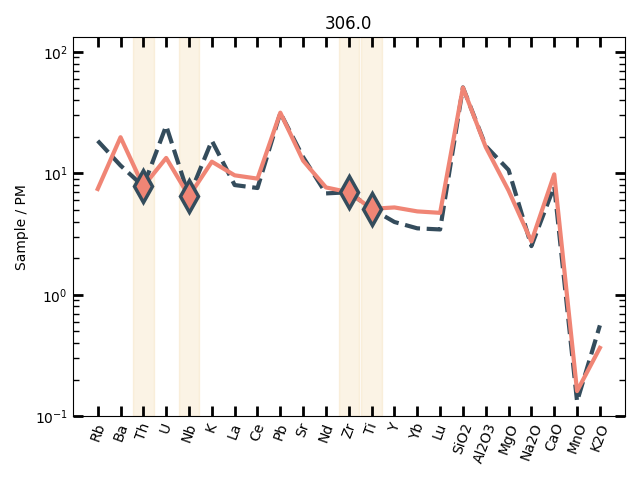 306.0
Sample / PM
10²
10¹
10⁰
10⁻¹
Rb Ba Th U Nb K La Ce Pb Sr Nd Zr Ti Y Yb Lu SiO2 Al2O3 MgO Na2O CaO MnO K2O